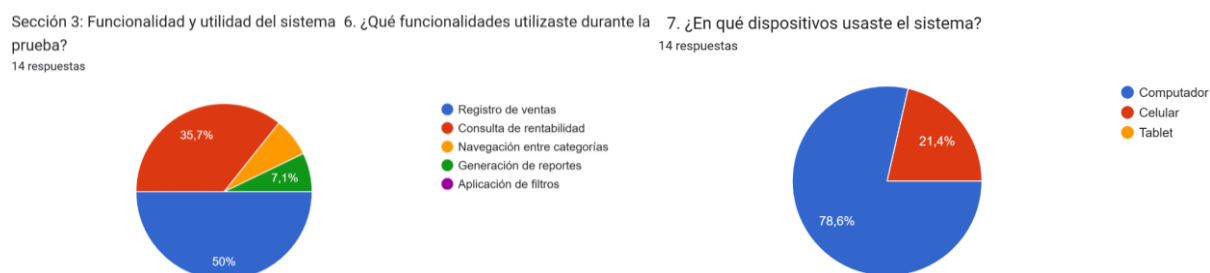 Sección 3: Funcionalidad y utilidad del sistema 6. ¿Qué funcionalidades utilizaste durante la
prueba?
14 respuestas
35,7%
7,1%
50%
Registro de ventas
Consulta de rentabilidad
Navegación entre categorías
Generación de reportes
Aplicación de filtros
7. ¿En qué dispositivos usaste el sistema?
14 respuestas
21,4%
78,6%
Computador
Celular
Tablet